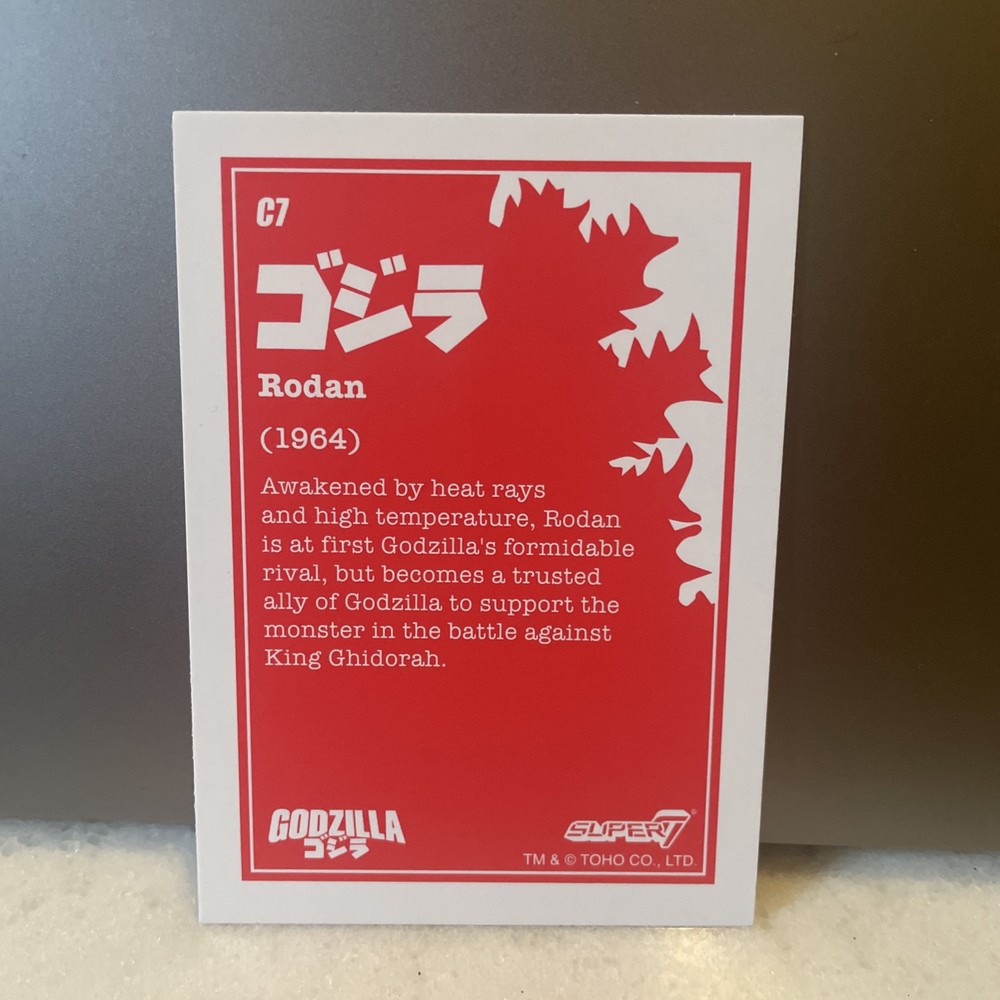 C7
ゴジラ
Rodan
(1964)
Awakened by heat rays
and high temperature, Rodan
is at first Godzilla's formidable
rival, but becomes a trusted
ally of Godzilla to support the
monster in the battle against
King Ghidorah.
GODZILLA
ゴジラ
SUPER7®
TM & © TOHO CO., LTD.